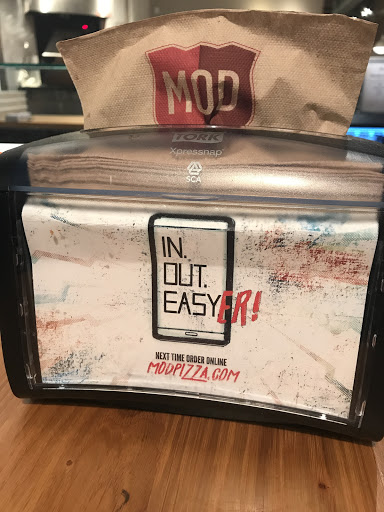 MOD
TORK
Xpressnap
SCA
IN.
OUT.
EASYER!
NEXT TIME ORDER ONLINE
MODPIZZA.COM